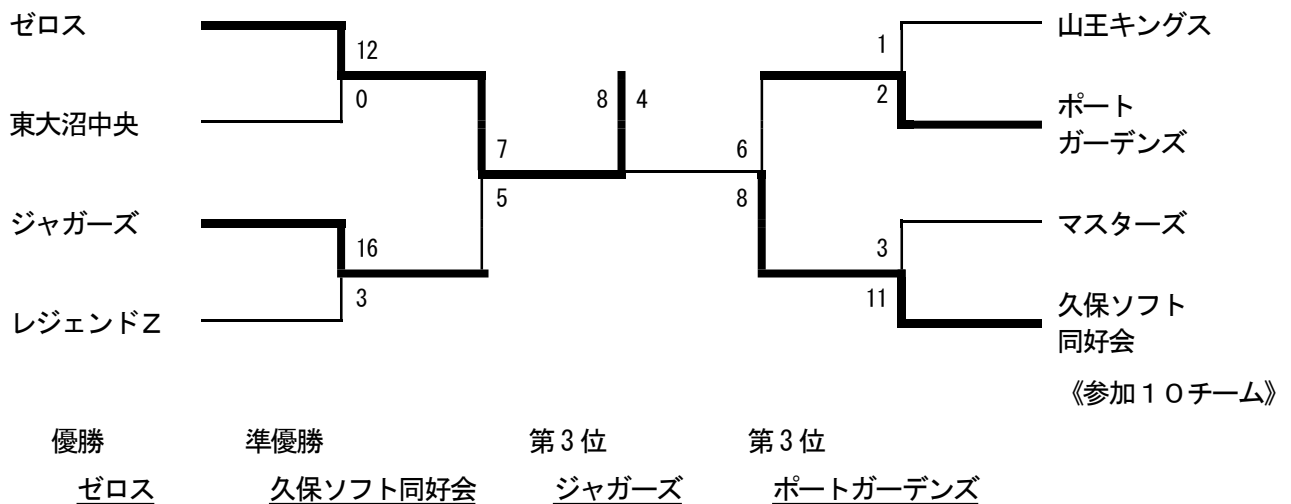 ゼロス
12
0
東大沼中央
7
5
ジャガーズ
16
3
レジェンドZ
8 4
1
2
山王キングス
ポート
ガーデンズ
6
8
マスターズ
3
11
久保ソフト
同好会
《参加１０チーム》
優勝 準優勝 第３位 第３位
ゼロス 久保ソフト同好会 ジャガーズ ポートガーデンズ